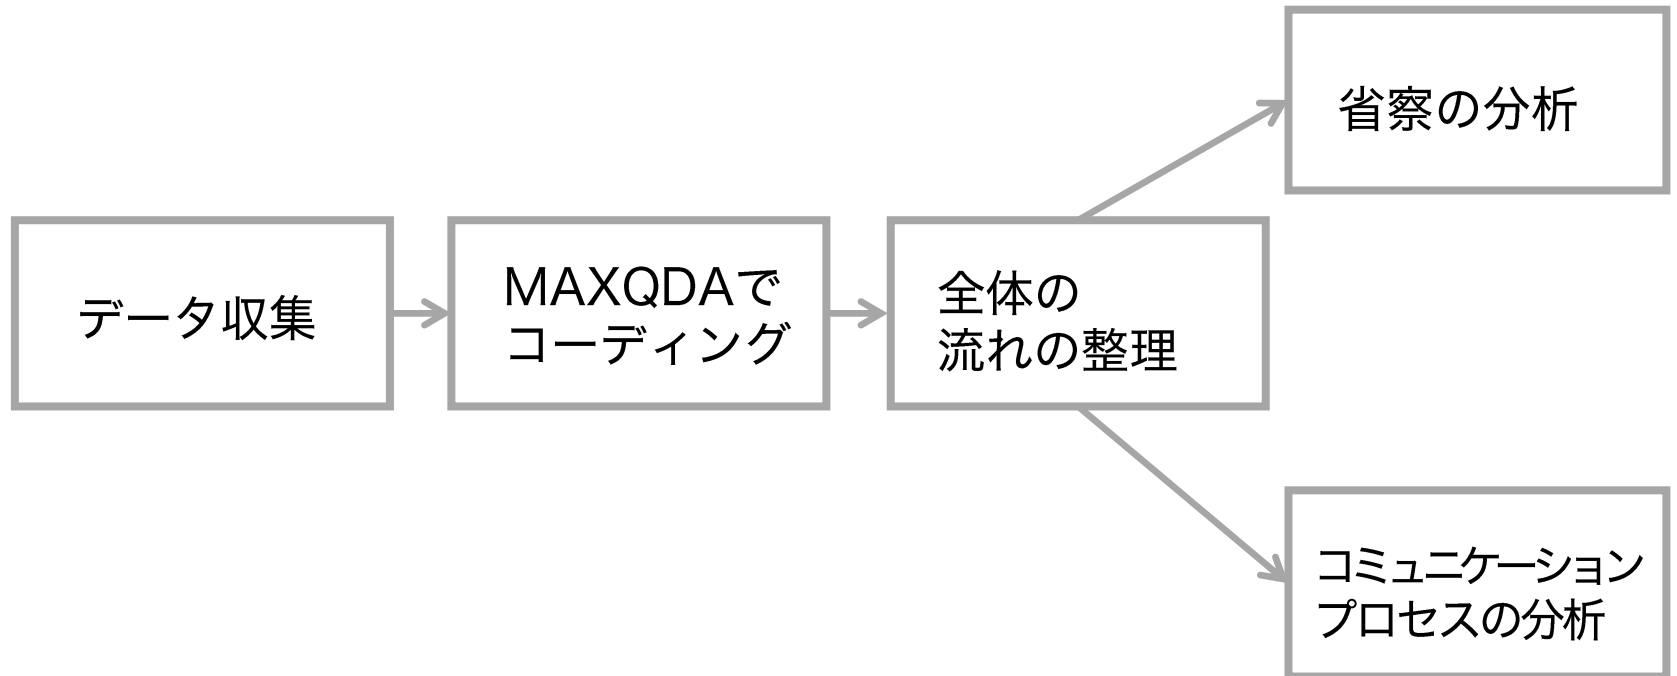 データ収集
MAXQDAで
コーディング
全体の
流れの整理
省察の分析
コミュニケーション
プロセスの分析